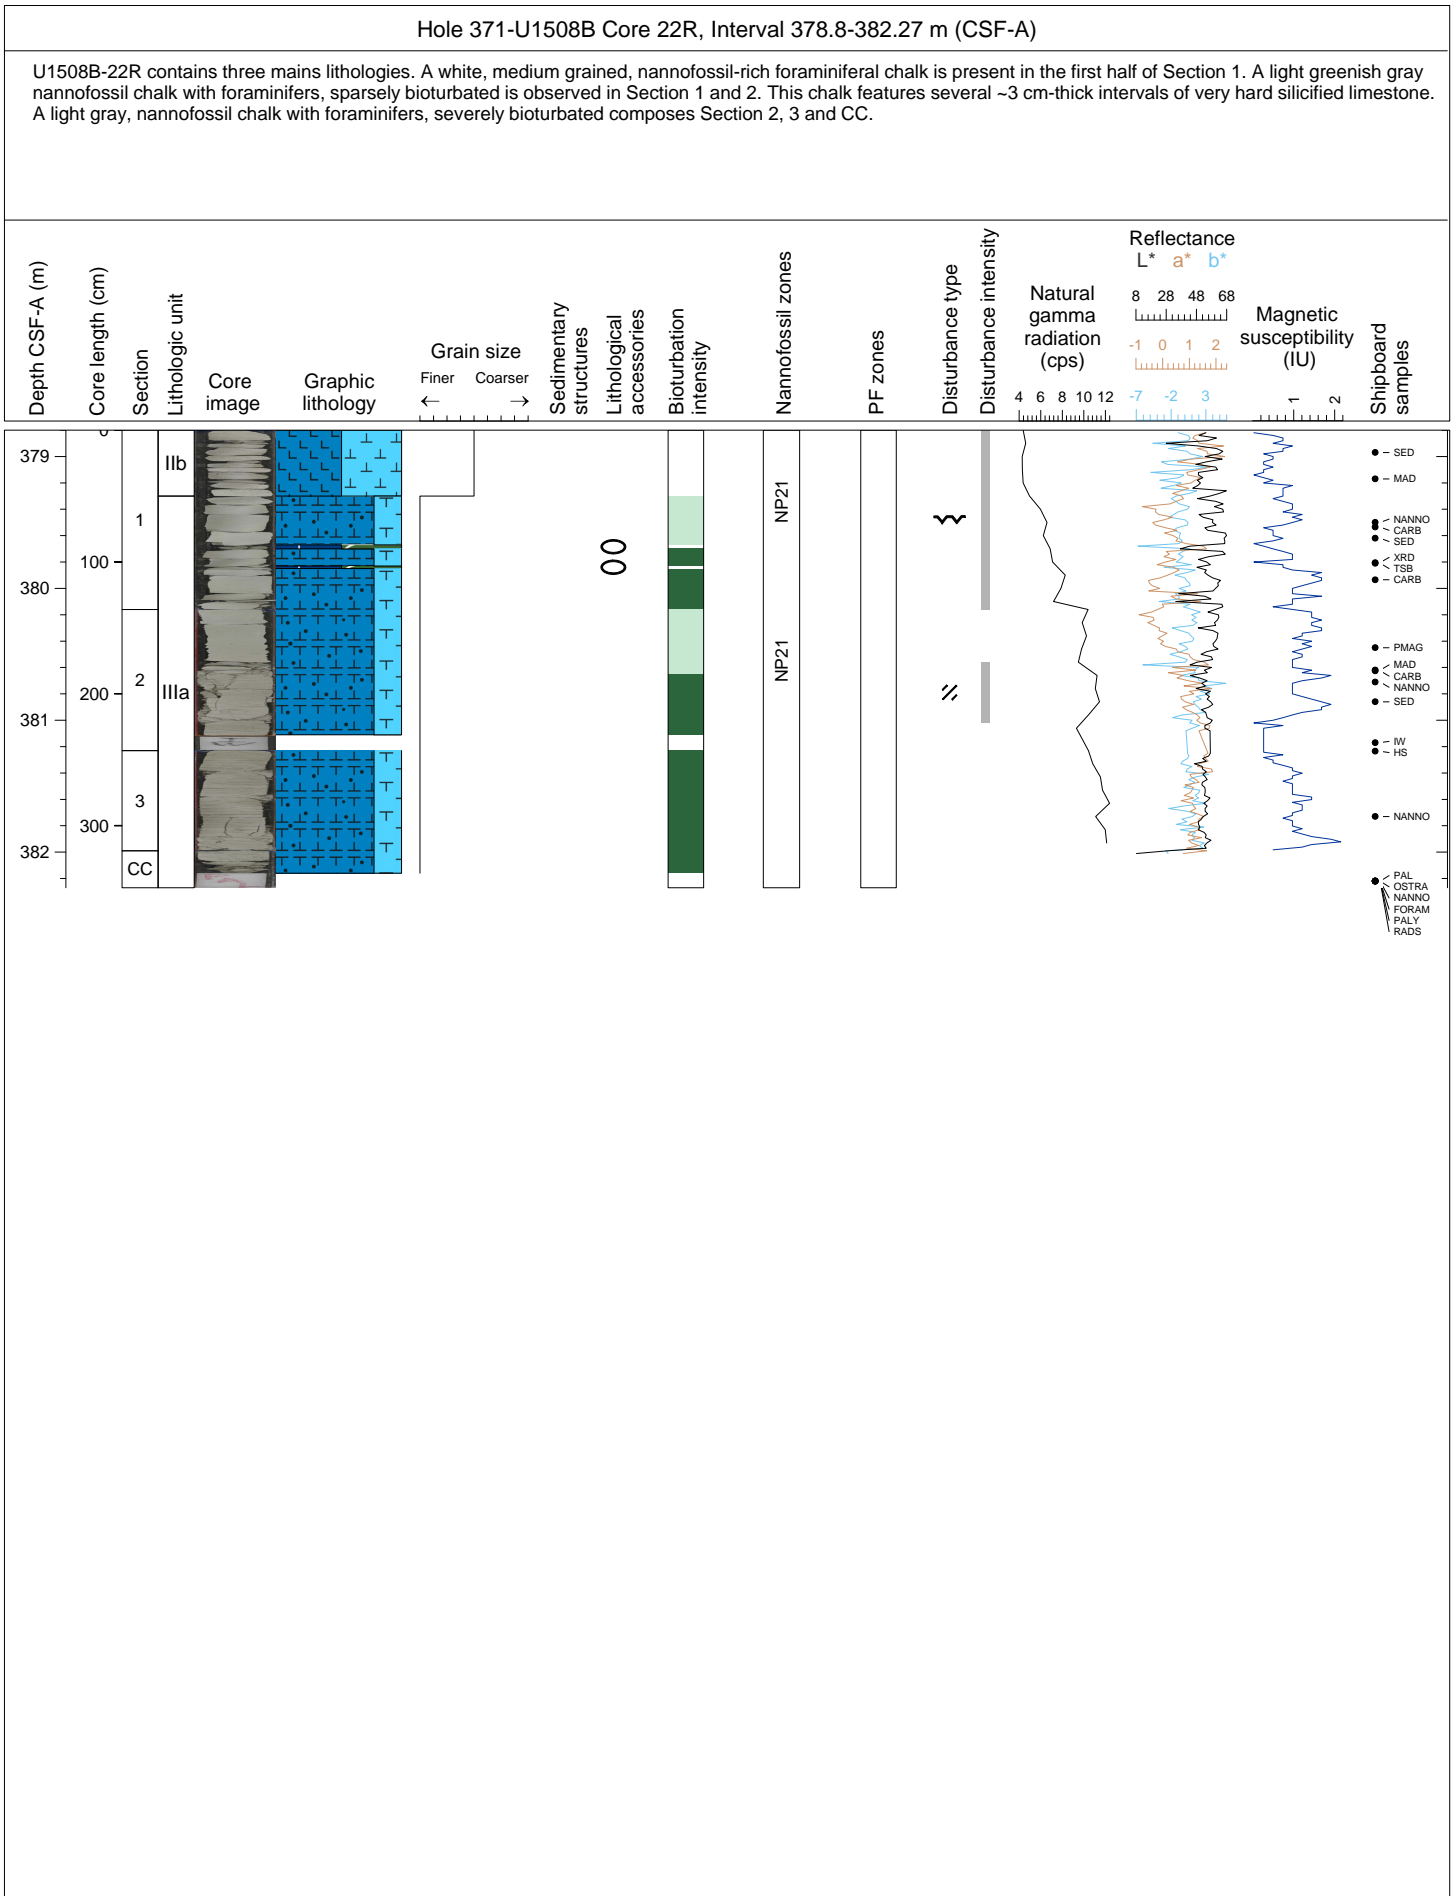 Hole 371-U1508B Core 22R, Interval 378.8-382.27 m (CSF-A)
U1508B-22R contains three mains lithologies. A white, medium grained, nannofossil-rich foraminiferal chalk is present in the first half of Section 1. A light greenish gray
nannofossil chalk with foraminifers, sparsely bioturbated is observed in Section 1 and 2. This chalk features several ~3 cm-thick intervals of very hard silicified limestone.
A light gray, nannofossil chalk with foraminifers, severely bioturbated composes Section 2, 3 and CC.
Depth CSF-A (m)
Core length (cm)
Section
Lithologic unit
Core
image
Graphic
lithology
Grain size
Finer Coarser
← →
Sedimentary
structures
Lithological
accessories
Bioturbation
intensity
Nannofossil zones
PF zones
Disturbance type
Disturbance intensity
Natural
gamma
radiation
(cps)
4 6 8 10 12
Reflectance
L* a* b*
8 28 48 68
-1 0 1 2
-7 -2 3
Magnetic
susceptibility
(IU)
1 2
Shipboard
samples
379
380
381
382
0
100
200
300
1
2
3
CC
IIb
IIIa
NP21
NP21
SED
MAD
NANNO
CARB
SED
XRD
TSB
CARB
PMAG
MAD
CARB
NANNO
SED
IW
HS
NANNO
PAL
OSTRA
NANNO
FORAM
PALY
RADS